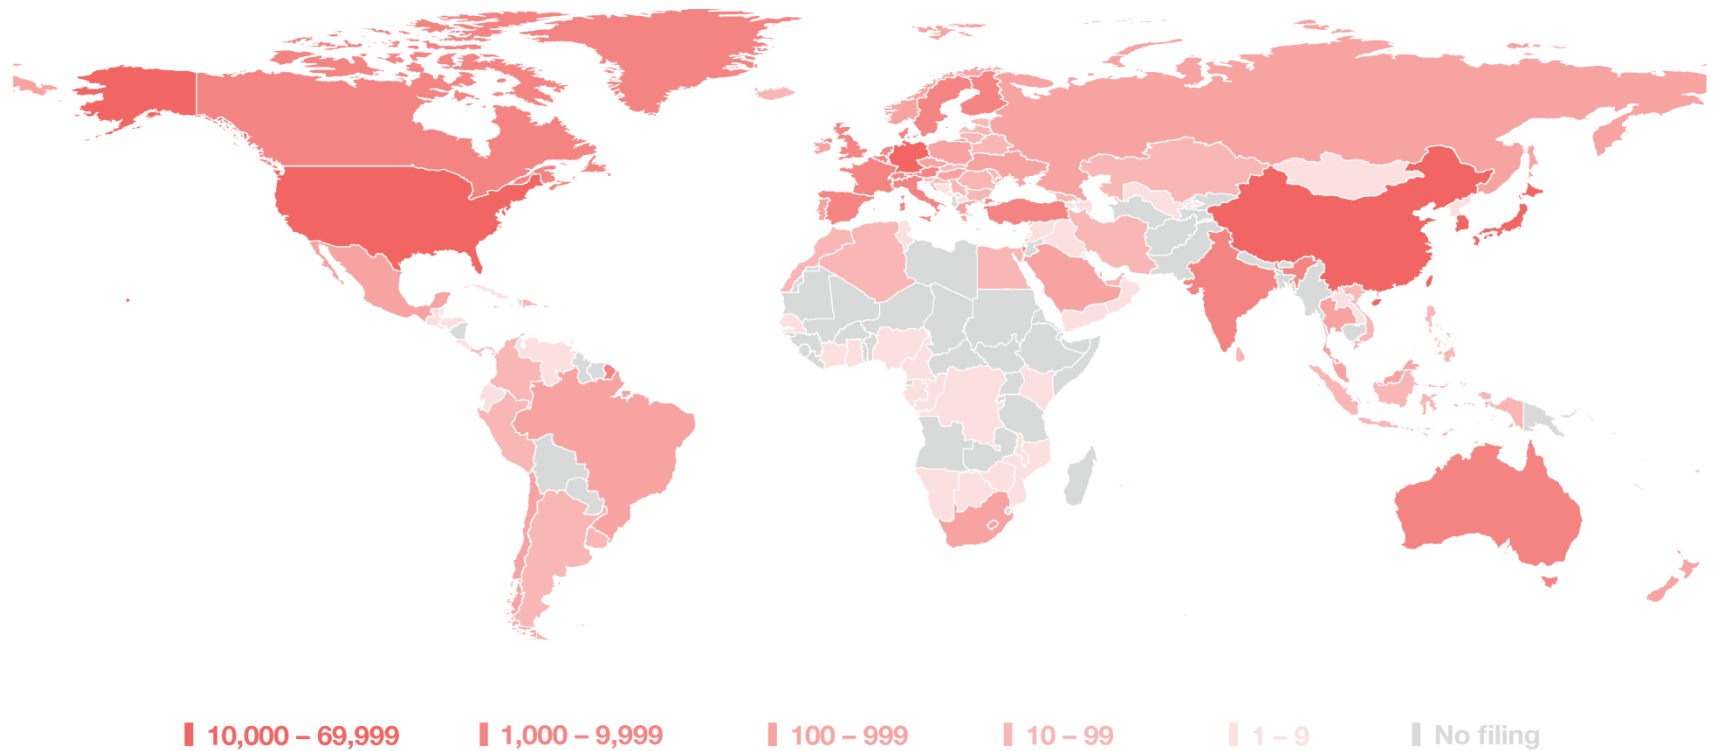 10,000 – 69,999 1,000 – 9,999 100 – 999 10 – 99 1 – 9 No filing